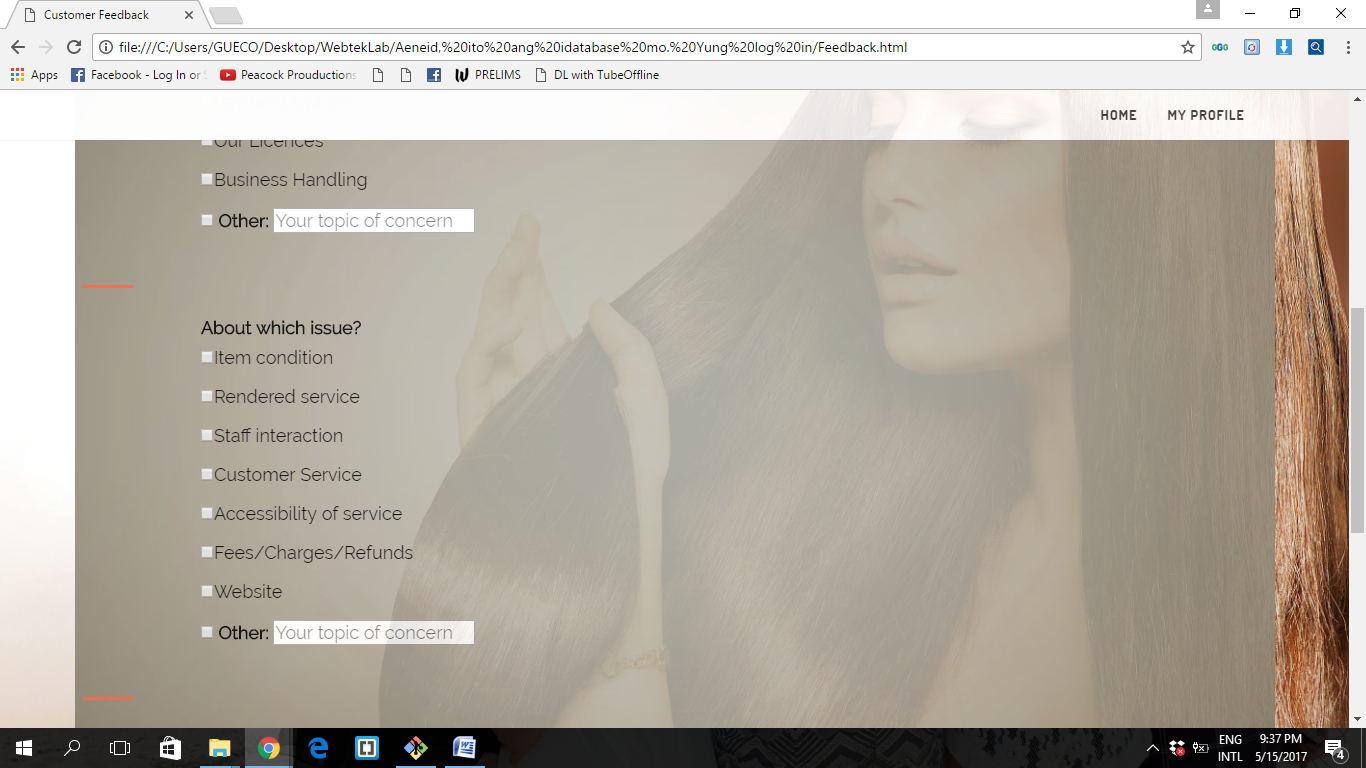 Customer Feedback
file:///C:/Users/GUECO/Desktop/WebtekLab/Aeneid,%20ito%20ang%20idatabase%20mo.%20Yung%20log%20in/Feedback.html
Apps Facebook - Log In or Peacock Prouductions PRELIMS DL with TubeOffline
HOME MY PROFILE
Our Licences
Business Handling
Other: Your topic of concern
About which issue?
Item condition
Rendered service
Staff interaction
Customer Service
Accessibility of service
Fees/Charges/Refunds
Website
Other: Your topic of concern
ENG 9:37 PM
INTL 5/15/2017 4